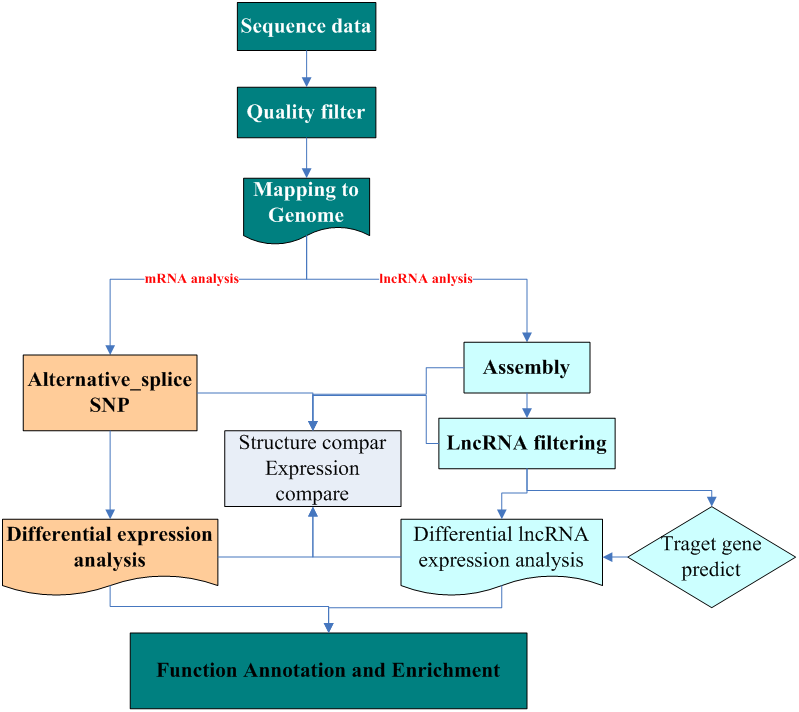 Sequence data
Quality filter
Mapping to
Genome
mRNA analysis
lncRNA anlysis
Alternative_splice
SNP
Assembly
LncRNA filtering
Structure compar
Expression
compare
Differential expression
analysis
Differential lncRNA
expression analysis
Traget gene
predict
Function Annotation and Enrichment